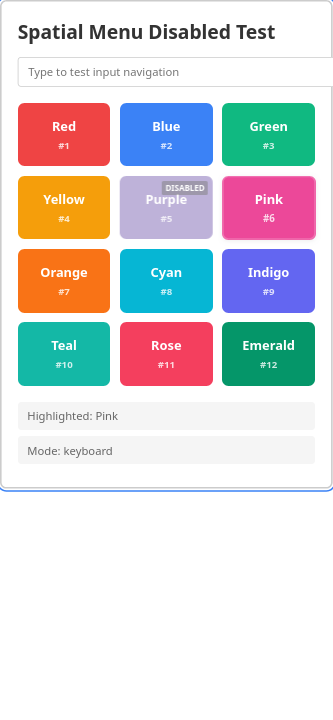 Spatial Menu Disabled Test
Type to test input navigation
Red
#1
Blue
#2
Green
#3
Yellow
#4
DISABLED
Purple
#5
Pink
#6
Orange
#7
Cyan
#8
Indigo
#9
Teal
#10
Rose
#11
Emerald
#12
Highlighted: Pink
Mode: keyboard